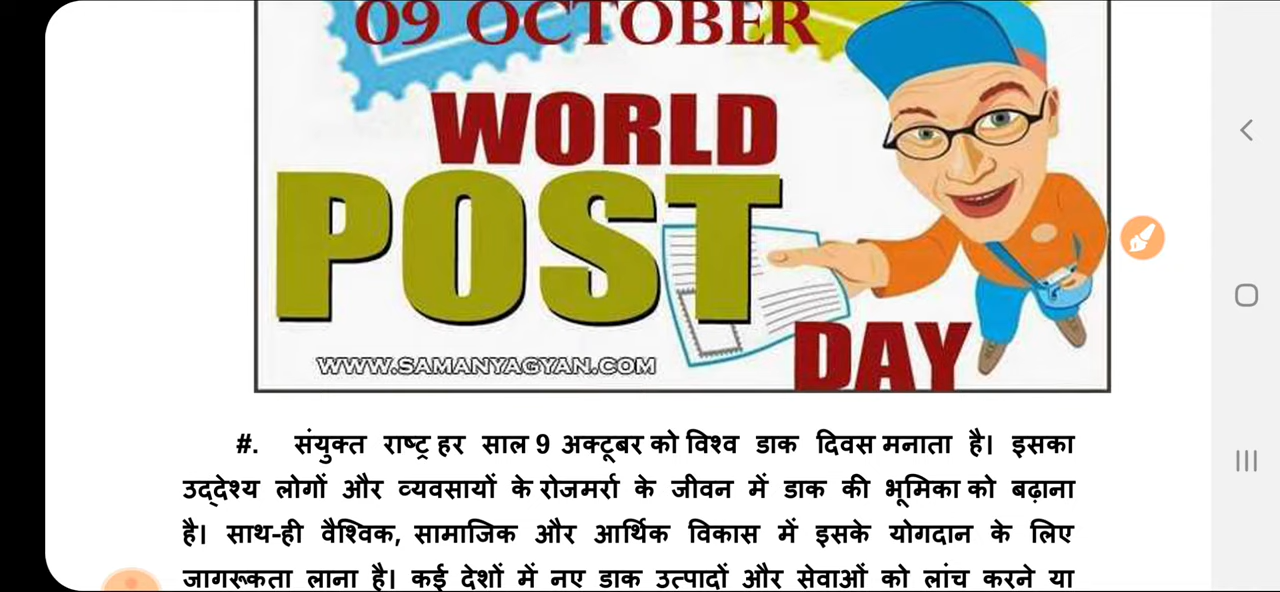 09 OCTOBER
WORLD
POST
DAY
WWW.SAMANYAGYAN.COM
#. संयुक्त राष्ट्र हर साल 9 अक्टूबर को विश्व डाक दिवस मनाता है। इसका
उद्देश्य लोगों और व्यवसायों के रोजमर्रा के जीवन में डाक की भूमिका को बढ़ाना
है। साथ-ही वैश्विक, सामाजिक और आर्थिक विकास में इसके योगदान के लिए
जागरूकता लाना है। कई देशों में नए डाक उत्पादों और सेवाओं को लांच करने या